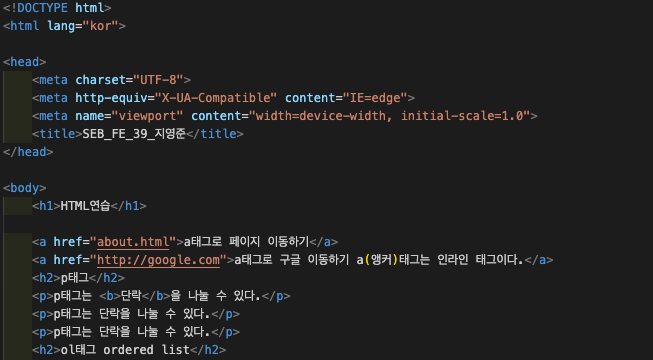 <!DOCTYPE html>
<html lang="kor">
<head>
<meta charset="UTF-8">
<meta http-equiv="X-UA-Compatible" content="IE=edge">
<meta name="viewport" content="width=device-width, initial-scale=1.0">
<title>SEB_FE_39_지영준</title>
</head>
<body>
<h1>HTML연습</h1>
<a href="about.html">a태그로 페이지 이동하기</a>
<a href="http://google.com">a태그로 구글 이동하기 a(앵커)태그는 인라인 태그이다.</a>
<h2>p태그</h2>
<p>p태그는 <b>단락</b>을 나눌 수 있다.</p>
<p>p태그는 단락을 나눌 수 있다.</p>
<p>p태그는 단락을 나눌 수 있다.</p>
<h2>ol태그 ordered list</h2>